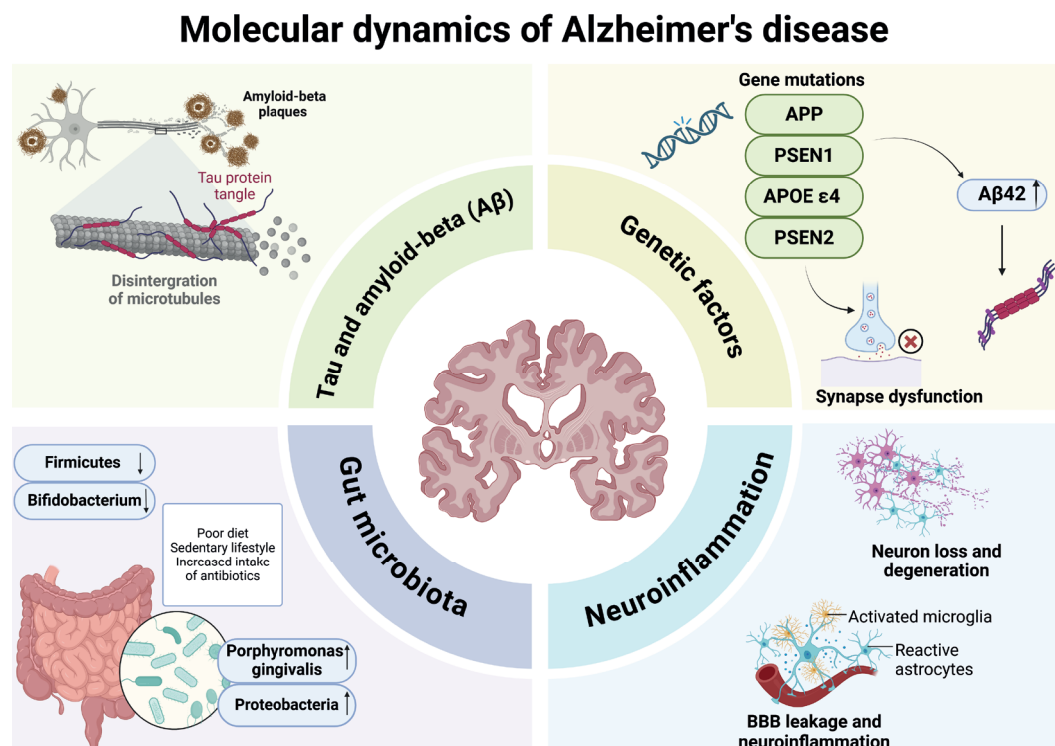 Molecular dynamics of Alzheimer's disease
Amyloid-beta
plaques
Tau protein
tangle
Disintergration
of microtubules
Tau and amyloid-beta (Aβ)
Gene mutations
APP
PSEN1
APOE ε4
PSEN2
Aβ42
Synapse dysfunction
Genetic factors
Firmicutes ↓
Bifidobacterium ↓
Poor diet
Sedentary lifestyle
Increased intake
of antibiotics
Porphyromonas
gingivalis
Proteobacteria
Gut microbiota
Neuroinflammation
Neuron loss and
degeneration
Activated microglia
Reactive
astrocytes
BBB leakage and
neuroinflammation